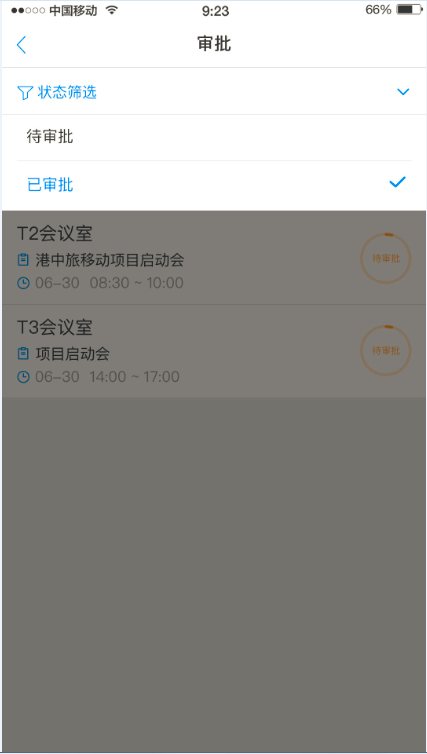 中国移动 9:23 66%
审批
状态筛选
待审批
已审批
T2会议室
港中旅移动项目启动会
待审批
06-30 08:30 ~ 10:00
T3会议室
项目启动会
待审批
06-30 14:00 ~ 17:00